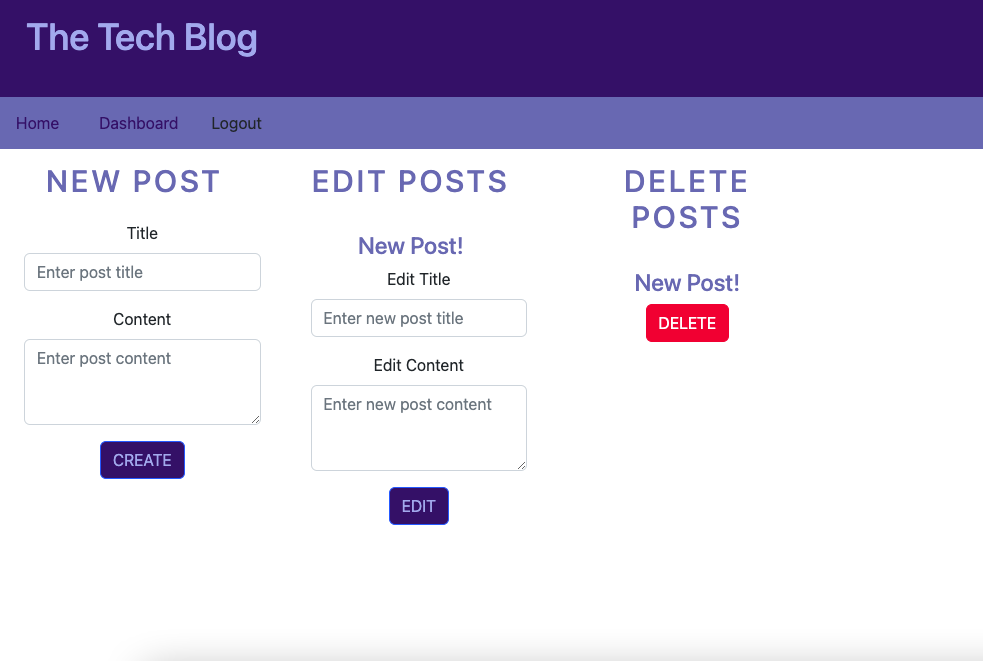 The Tech Blog
Home Dashboard Logout
NEW POST
Title
Enter post title
Content
Enter post content
CREATE
EDIT POSTS
New Post!
Edit Title
Enter new post title
Edit Content
Enter new post content
EDIT
DELETE
POSTS
New Post!
DELETE